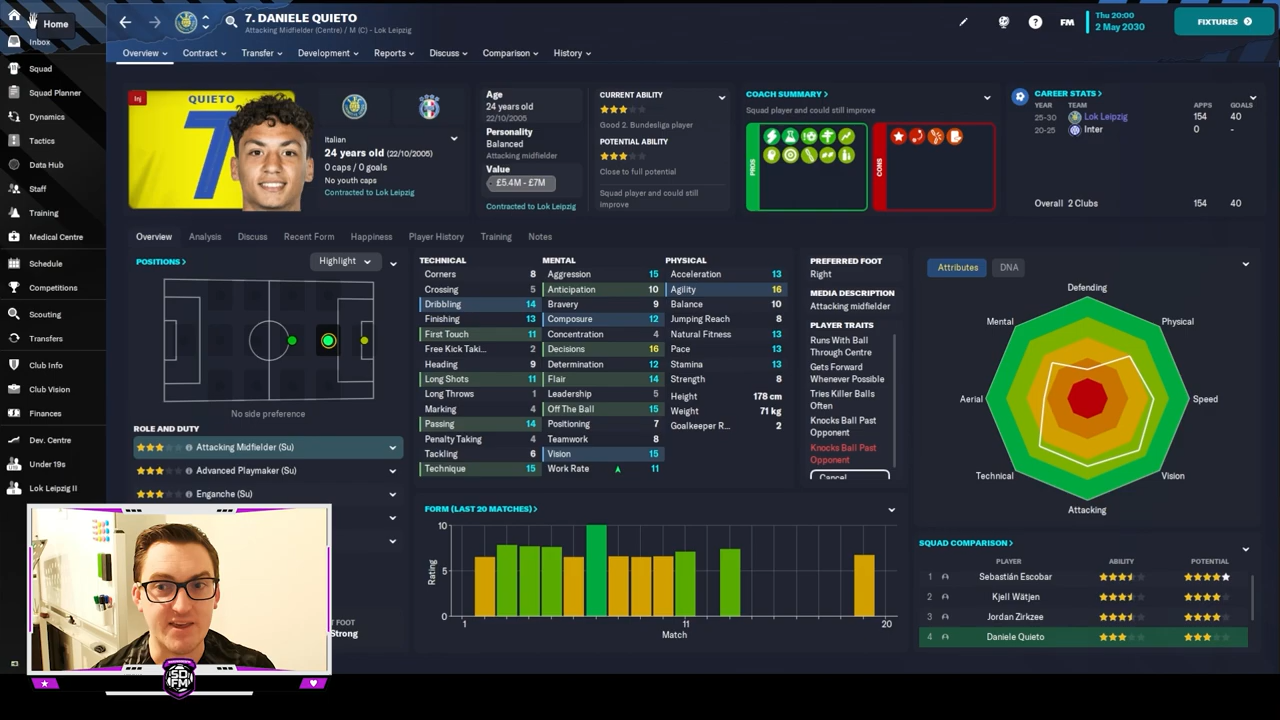 Home
Inbox
Squad
Squad Planner
Dynamics
Tactics
Data Hub
Staff
Training
Medical Centre
Schedule
Competitions
Scouting
Transfers
Club Info
Club Vision
Finances
Dev. Centre
Under 19s
Lok Leipzig II
7. DANIELE QUIETO
Attacking Midfielder (Centre) / M (C) - Lok Leipzig
FM
Thu 20:00
2 May 2030
FIXTURES
Overview
Contract
Transfer
Development
Reports
Discuss
Comparison
History
Inj
QUIETO
7
Italian
24 years old (22/10/2005)
0 caps / 0 goals
No youth caps
Contracted to Lok Leipzig
Age
24 years old
22/10/2005
Personality
Balanced
Attacking midfielder
Value
£5.4M - £7M
Contracted to Lok Leipzig
CURRENT ABILITY
Good 2. Bundesliga player
POTENTIAL ABILITY
Close to full potential
Squad player and could still
improve
COACH SUMMARY >
Squad player and could still improve
PROS
CONS
CAREER STATS >
YEAR TEAM APPS GOALS
25-30 Lok Leipzig 154 40
20-25 Inter 0 -
Overall 2 Clubs 154 40
Overview
Analysis
Discuss
Recent Form
Happiness
Player History
Training
Notes
POSITIONS >
Highlight
No side preference
ROLE AND DUTY
Attacking Midfielder (Su)
Advanced Playmaker (Su)
Enganche (Su)
TECHNICAL
Corners 8
Crossing 5
Dribbling 14
Finishing 13
First Touch 11
Free Kick Taki... 2
Heading 9
Long Shots 11
Long Throws 1
Marking 4
Passing 14
Penalty Taking 4
Tackling 6
Technique 15
MENTAL
Aggression 15
Anticipation 10
Bravery 9
Composure 12
Concentration 4
Decisions 16
Determination 12
Flair 14
Leadership 5
Off The Ball 15
Positioning 7
Teamwork 8
Vision 15
Work Rate 11
PHYSICAL
Acceleration 13
Agility 16
Balance 10
Jumping Reach 8
Natural Fitness 13
Pace 13
Stamina 13
Strength 8
Height 178 cm
Weight 71 kg
Goalkeeper R... 2
PREFERRED FOOT
Right
MEDIA DESCRIPTION
Attacking midfielder
PLAYER TRAITS
Runs With Ball
Through Centre
Gets Forward
Whenever Possible
Tries Killer Balls
Often
Knocks Ball Past
Opponent
Knocks Ball Past
Opponent
Cancel
Attributes
DNA
Defending
Physical
Speed
Vision
Attacking
Technical
Aerial
Mental
FORM (LAST 20 MATCHES) >
Rating
10
5
0
1
11
20
Match
SQUAD COMPARISON >
PLAYER ABILITY POTENTIAL
1 Sebastián Escobar
2 Kjell Wätjen
3 Jordan Zirkzee
4 Daniele Quieto
FOOT
Strong
SD
FM